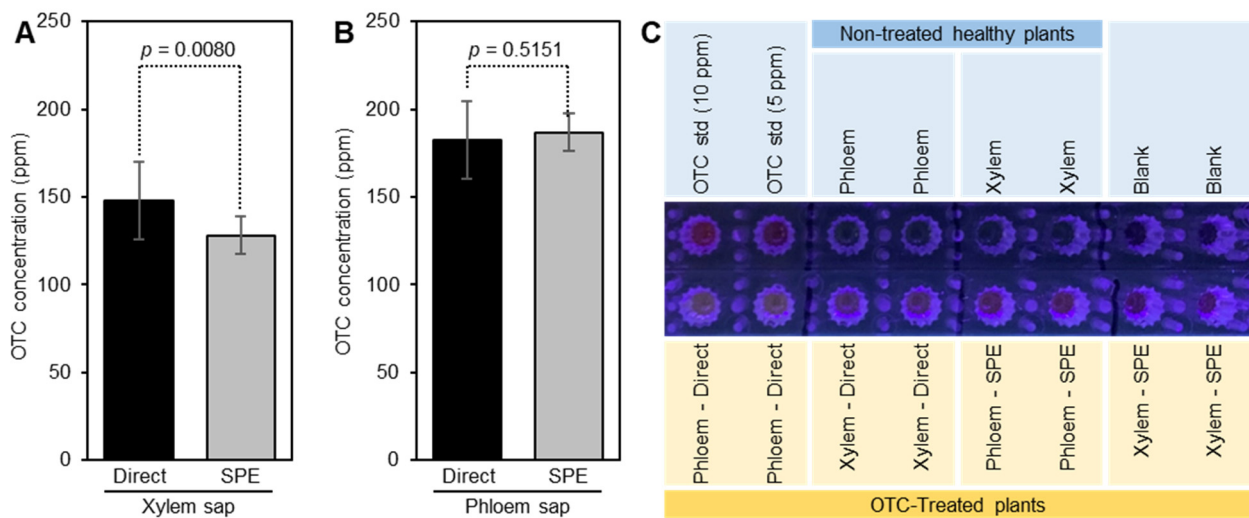 A
250
200
150
100
50
0
OTC concentration (ppm)
p = 0.0080
Direct
SPE
Xylem sap
B
250
200
150
100
50
0
OTC concentration (ppm)
p = 0.5151
Direct
SPE
Phloem sap
C
Non-treated healthy plants
OTC std (10 ppm)
OTC std (5 ppm)
Phloem
Phloem
Xylem
Xylem
Blank
Blank
Phloem - Direct
Phloem - Direct
Xylem - Direct
Xylem - Direct
Phloem - SPE
Phloem - SPE
Xylem - SPE
Xylem - SPE
OTC-Treated plants